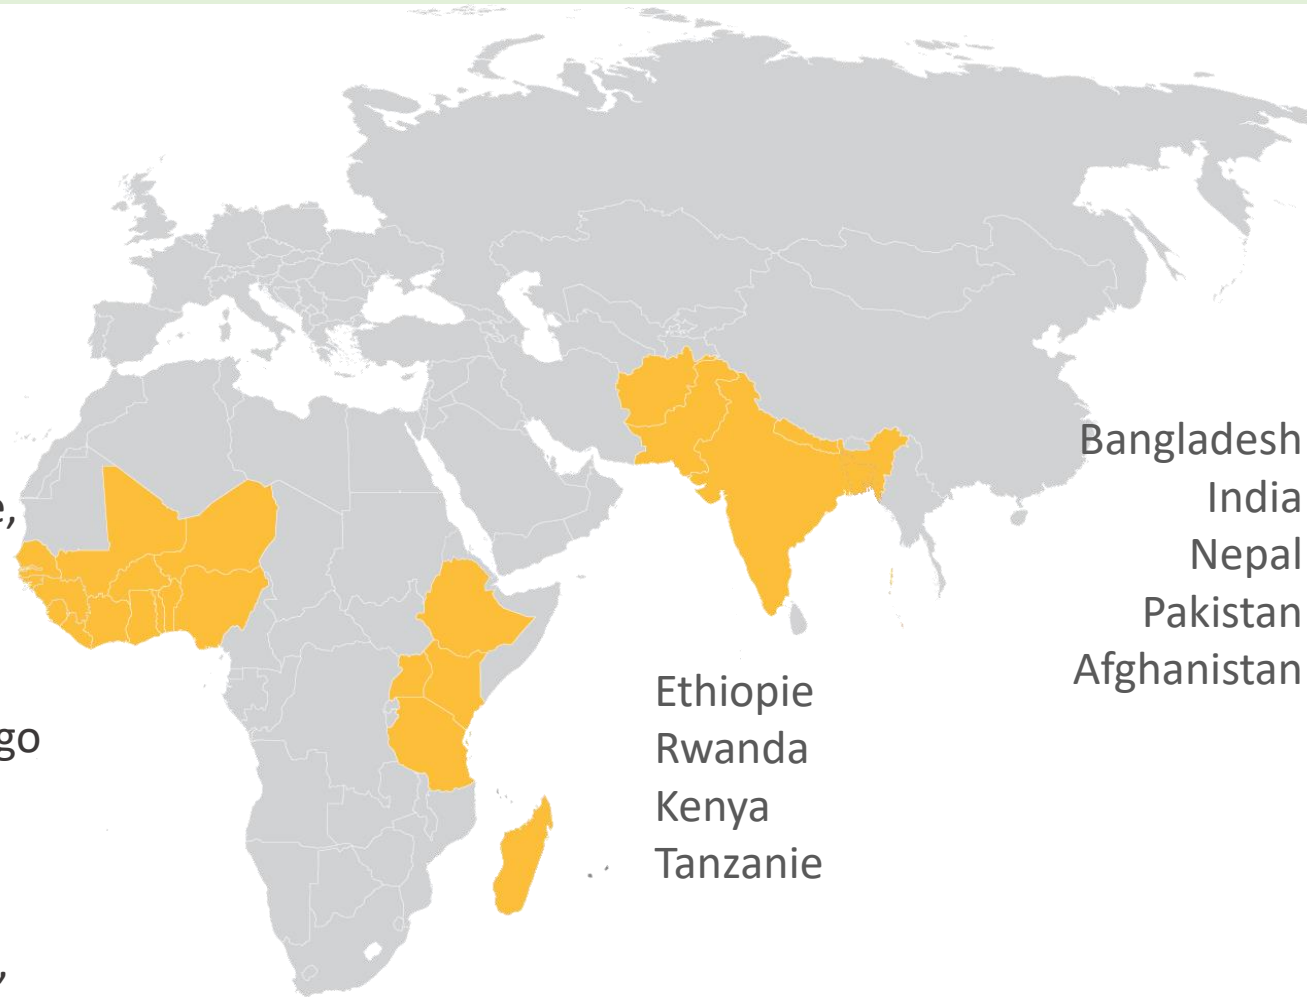 Bangladesh
India
Nepal
Pakistan
Afghanistan
Ethiopie
Rwanda
Kenya
Tanzanie